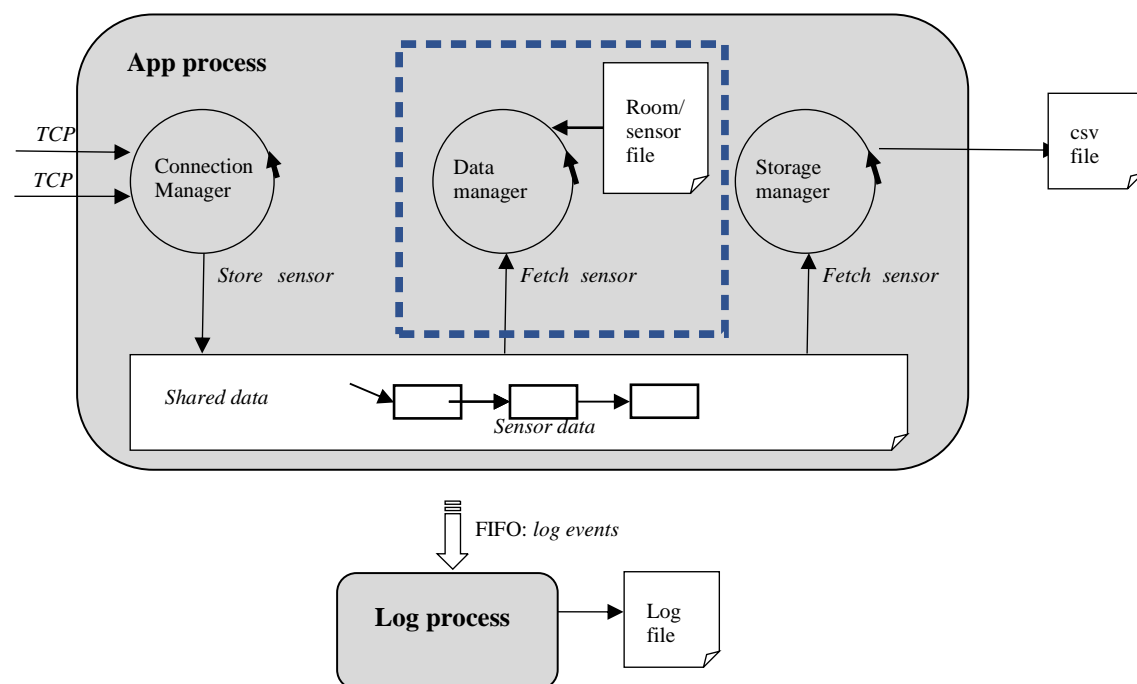 App process
TCP
TCP
Connection
Manager
Data
manager
Room/
sensor
file
Storage
manager
csv
file
Store sensor
Fetch sensor
Fetch sensor
Shared data
Sensor data
FIFO: log events
Log process
Log
file